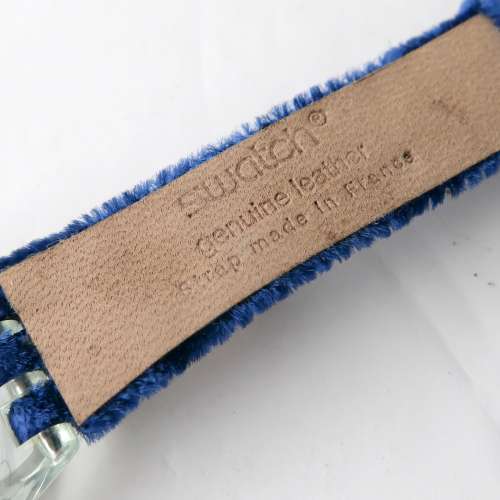 swatch©
genuine leather
Strap made in France